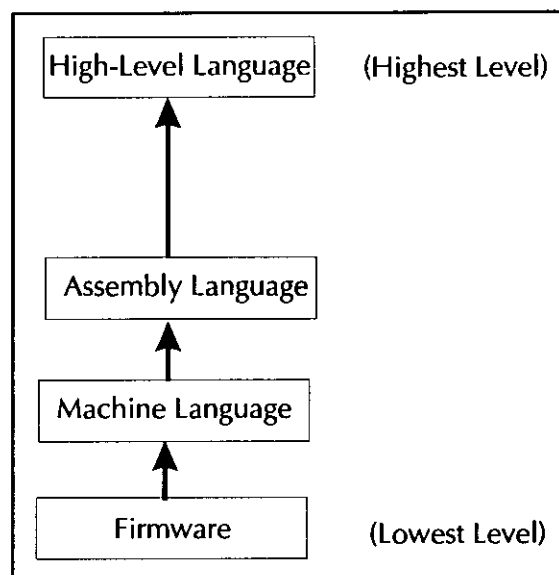 High-Level Language (Highest Level)
Assembly Language
Machine Language
Firmware (Lowest Level)